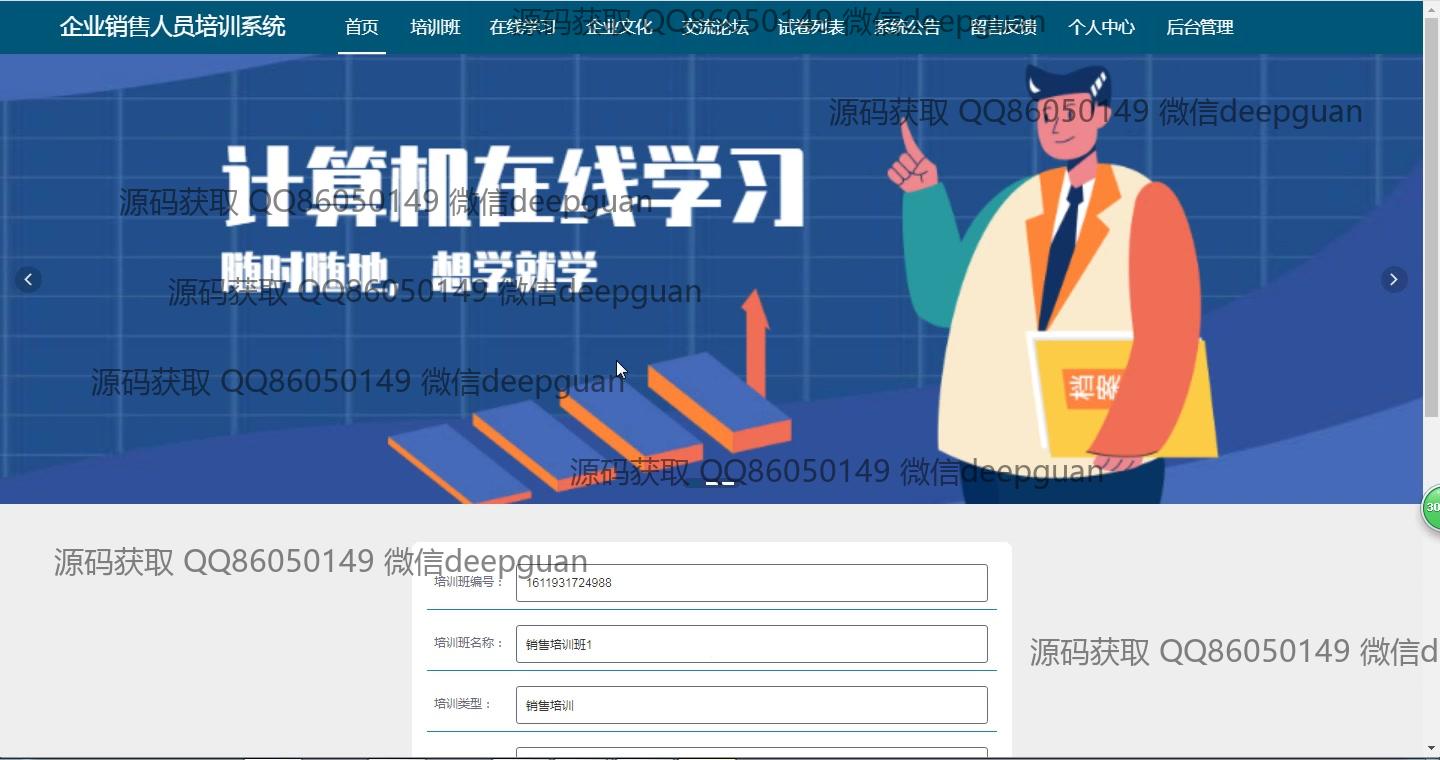 企业销售人员培训系统 首页 培训班 在线学习 企业文化 交流论坛 试卷列表 系统公告 留言反馈 个人中心 后台管理
源码获取 QQ86050149 微信deepguan
源码获取 QQ86050149 微信deepguan
计算机在线学习
源码获取 QQ86050149 微信deepguan
随时随地，想学就学
源码获取 QQ86050149 微信deepguan
源码获取 QQ86050149 微信deepguan
档案
源码获取 QQ86050149 微信deepguan
30
源码获取 QQ86050149 微信deepguan
培训班编号： 1611931724988
培训班名称： 销售培训班1
源码获取 QQ86050149 微信d
培训类型： 销售培训